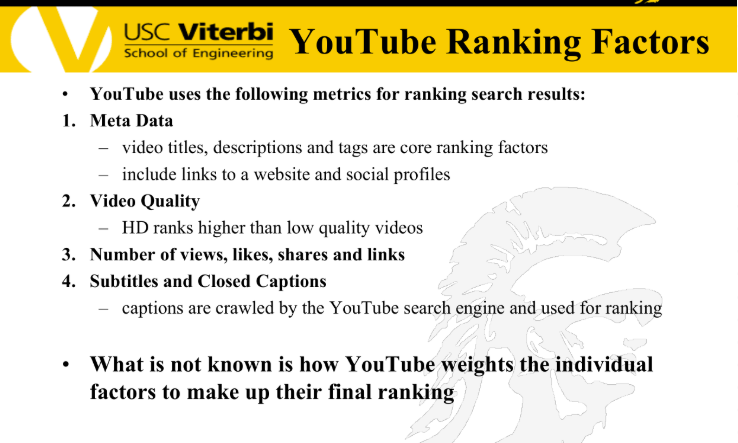 USC Viterbi
School of Engineering
YouTube Ranking Factors
• YouTube uses the following metrics for ranking search results:
1. Meta Data
– video titles, descriptions and tags are core ranking factors
– include links to a website and social profiles
2. Video Quality
– HD ranks higher than low quality videos
3. Number of views, likes, shares and links
4. Subtitles and Closed Captions
– captions are crawled by the YouTube search engine and used for ranking
• What is not known is how YouTube weights the individual
factors to make up their final ranking